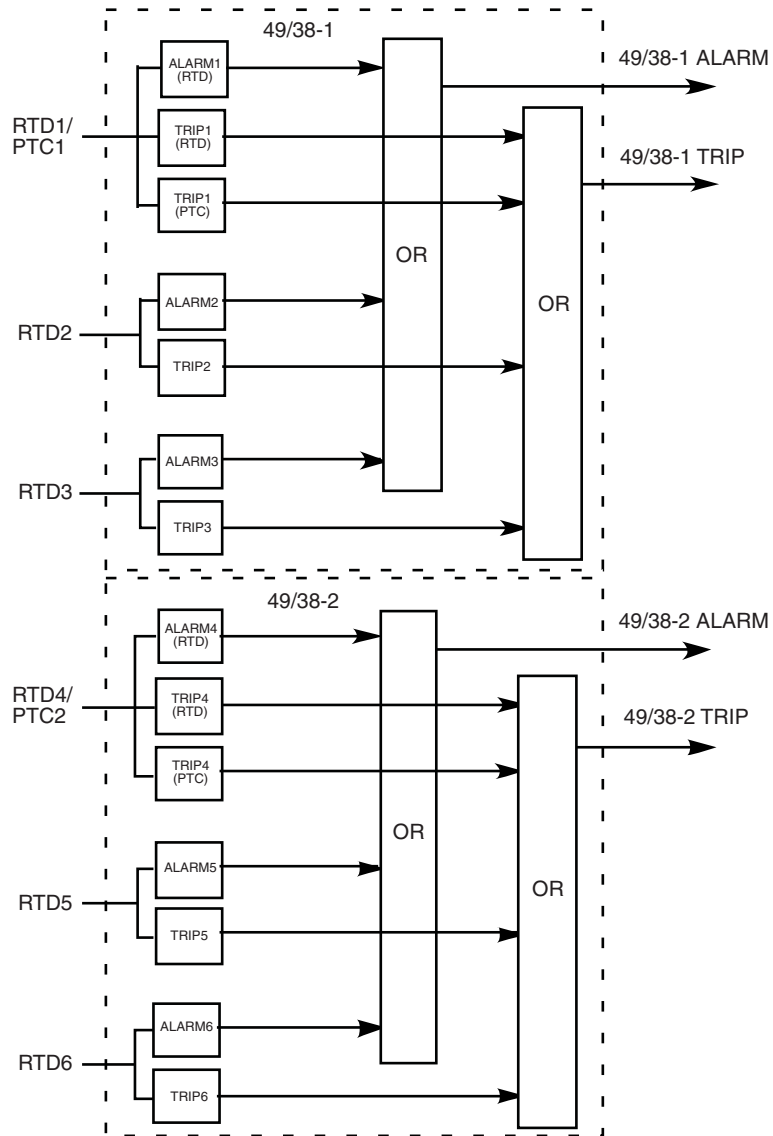 49/38-1
ALARM1
(RTD)
49/38-1 ALARM
RTD1/
PTC1
TRIP1
(RTD)
49/38-1 TRIP
TRIP1
(PTC)
OR
ALARM2
OR
RTD2
TRIP2
ALARM3
RTD3
TRIP3
49/38-2
ALARM4
(RTD)
49/38-2 ALARM
RTD4/
PTC2
TRIP4
(RTD)
49/38-2 TRIP
TRIP4
(PTC)
OR
ALARM5
OR
RTD5
TRIP5
ALARM6
RTD6
TRIP6